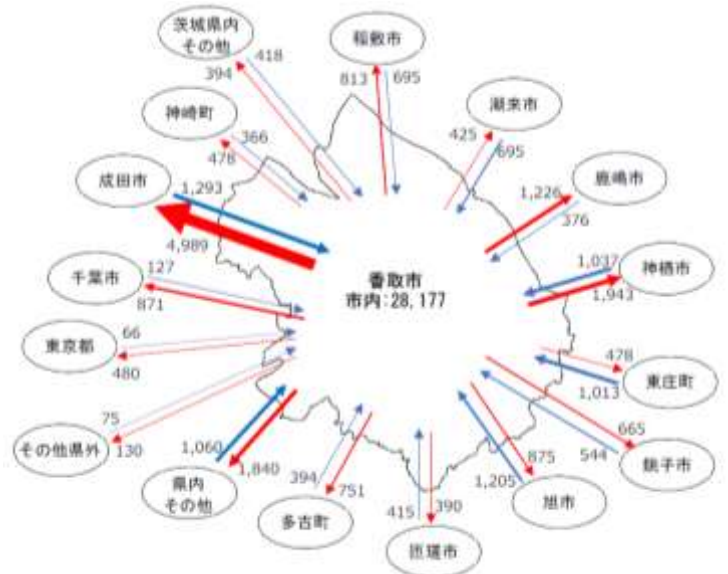 茨城県内
その他
418
394
稲敷市
813
695
潮来市
425
695
神崎町
366
478
鹿嶋市
1,226
376
成田市
1,293
4,989
香取市
市内:28,177
神栖市
1,037
1,943
千葉市
127
871
東京都
66
480
東庄町
478
1,013
その他県外
75
130
銚子市
665
544
県内
その他
1,060
1,840
多古町
394
751
匝瑳市
415
390
旭市
875
1,205